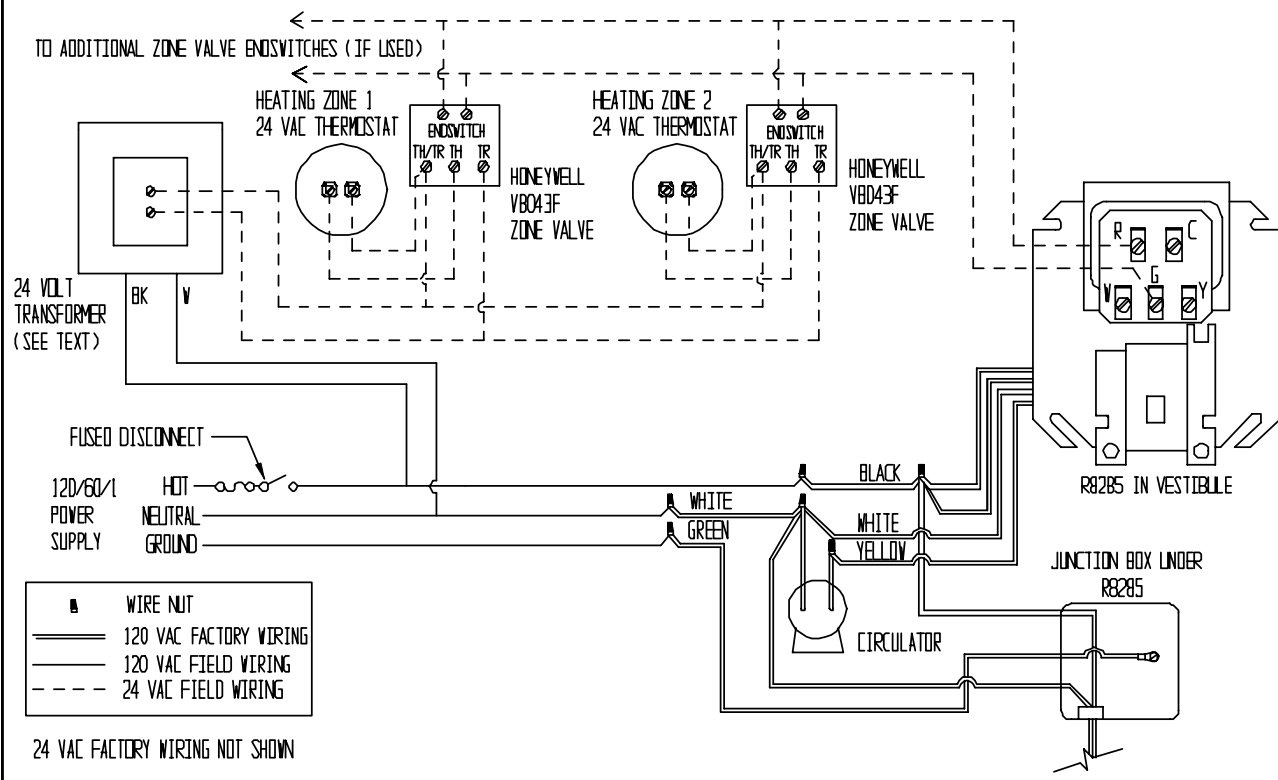 TO ADDITIONAL ZONE VALVE ENDSWITCHES (IF USED)
HEATING ZONE 1
24 VAC THERMOSTAT
ENDSWITCH
TH/TR TH TR
HONEYWELL
V8043F
ZONE VALVE
HEATING ZONE 2
24 VAC THERMOSTAT
ENDSWITCH
TH/TR TH TR
HONEYWELL
V8043F
ZONE VALVE
R C
G
W Y
24 VOLT
TRANSFORMER
(SEE TEXT)
BK W
FUSED DISCONNECT
120/60/1
POWER
SUPPLY
HOT
NEUTRAL
GROUND
BLACK
WHITE
GREEN
WHITE
YELLOW
R8285 IN VESTIBULE
JUNCTION BOX UNDER
R8285
CIRCULATOR
WIRE NUT
120 VAC FACTORY WIRING
120 VAC FIELD WIRING
24 VAC FIELD WIRING
24 VAC FACTORY WIRING NOT SHOWN